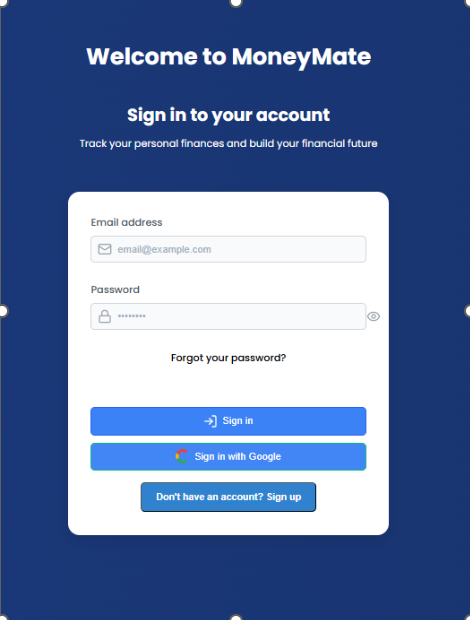 Welcome to MoneyMate
Sign in to your account
Track your personal finances and build your financial future
Email address
email@example.com
Password
••••••••
Forgot your password?
Sign in
Sign in with Google
Don't have an account? Sign up